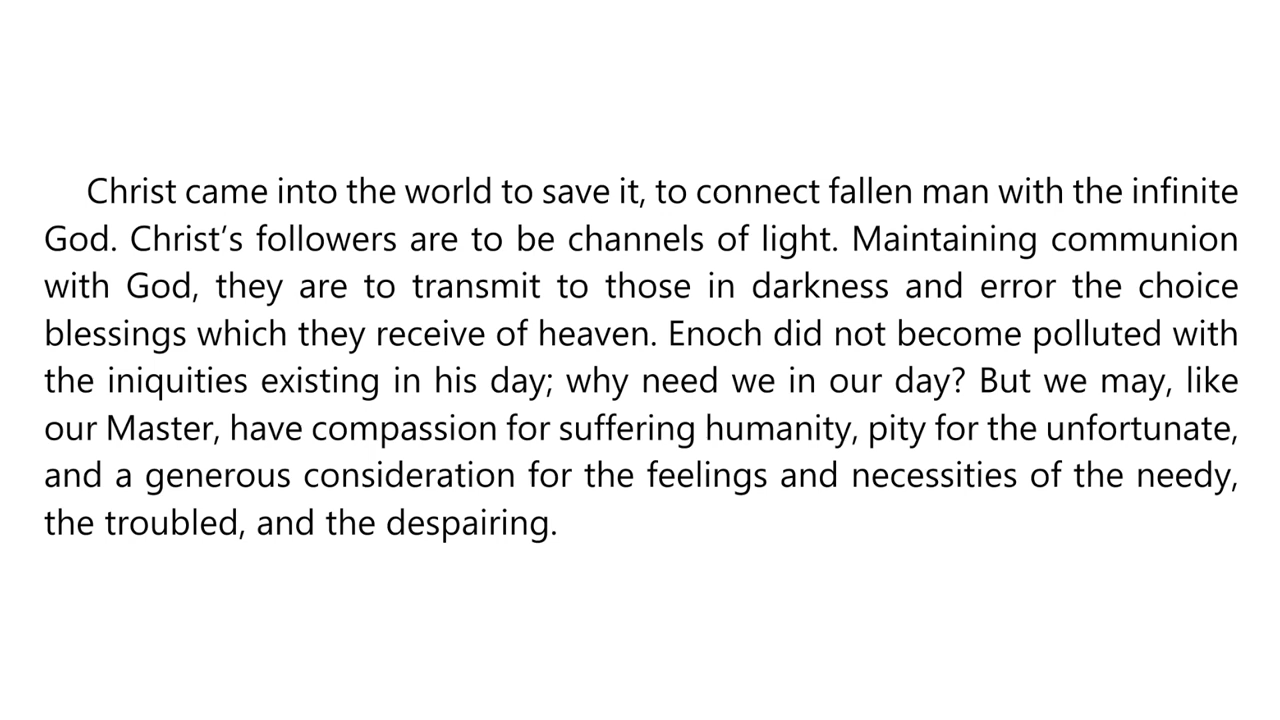 Christ came into the world to save it, to connect fallen man with the infinite
God. Christ’s followers are to be channels of light. Maintaining communion
with God, they are to transmit to those in darkness and error the choice
blessings which they receive of heaven. Enoch did not become polluted with
the iniquities existing in his day; why need we in our day? But we may, like
our Master, have compassion for suffering humanity, pity for the unfortunate,
and a generous consideration for the feelings and necessities of the needy,
the troubled, and the despairing.